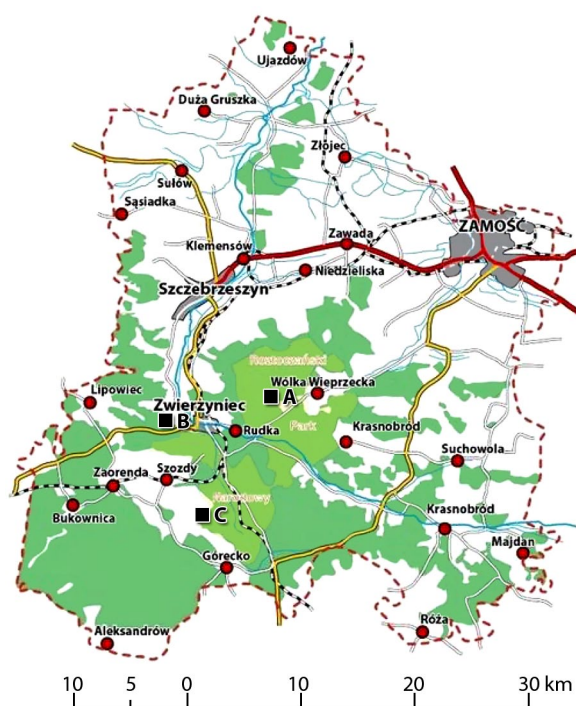 Ujazdów
Duża Gruszka
Złojec
Sułów
Sąsiadka
ZAMOŚĆ
Zawada
Klemensów
Niedzieliska
Szczebrzeszyn
Roztoczański
Wólka Wieprzecka
A
Lipowiec
Zwierzyniec
B
Park
Krasnobród
Rudka
Suchowola
Zaorenda
Szozdy
Narodowy
Bukownica
C
Krasnobród
Majdan
Górecko
Róża
Aleksandrów
10 5 0 10 20 30 km